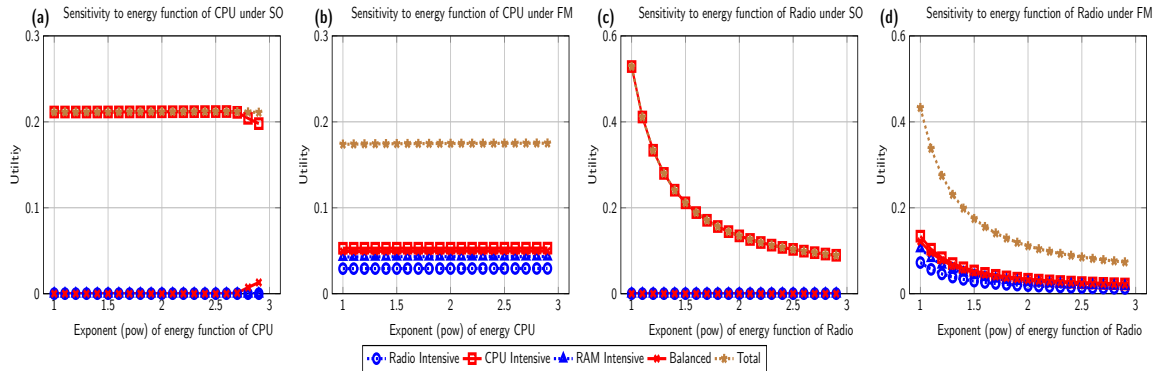 (a) Sensitivity to energy function of CPU under SO
0.3
0.2
0.1
0
Utiltiy
1 1.5 2 2.5 3
Exponent (pow) of energy function of CPU
(b) Sensitivity to energy function of CPU under FM
0.3
0.2
0.1
0
Utility
1 1.5 2 2.5 3
Exponent (pow) of energy CPU
(c) Sensitivity to energy function of Radio under SO
0.6
0.4
0.2
0
Utility
1 1.5 2 2.5 3
Exponent (pow) of energy function of Radio
(d) Sensitivity to energy function of Radio under FM
0.6
0.4
0.2
0
Utility
1 1.5 2 2.5 3
Exponent (pow) of energy function of Radio
Radio Intensive CPU Intensive RAM Intensive Balanced Total